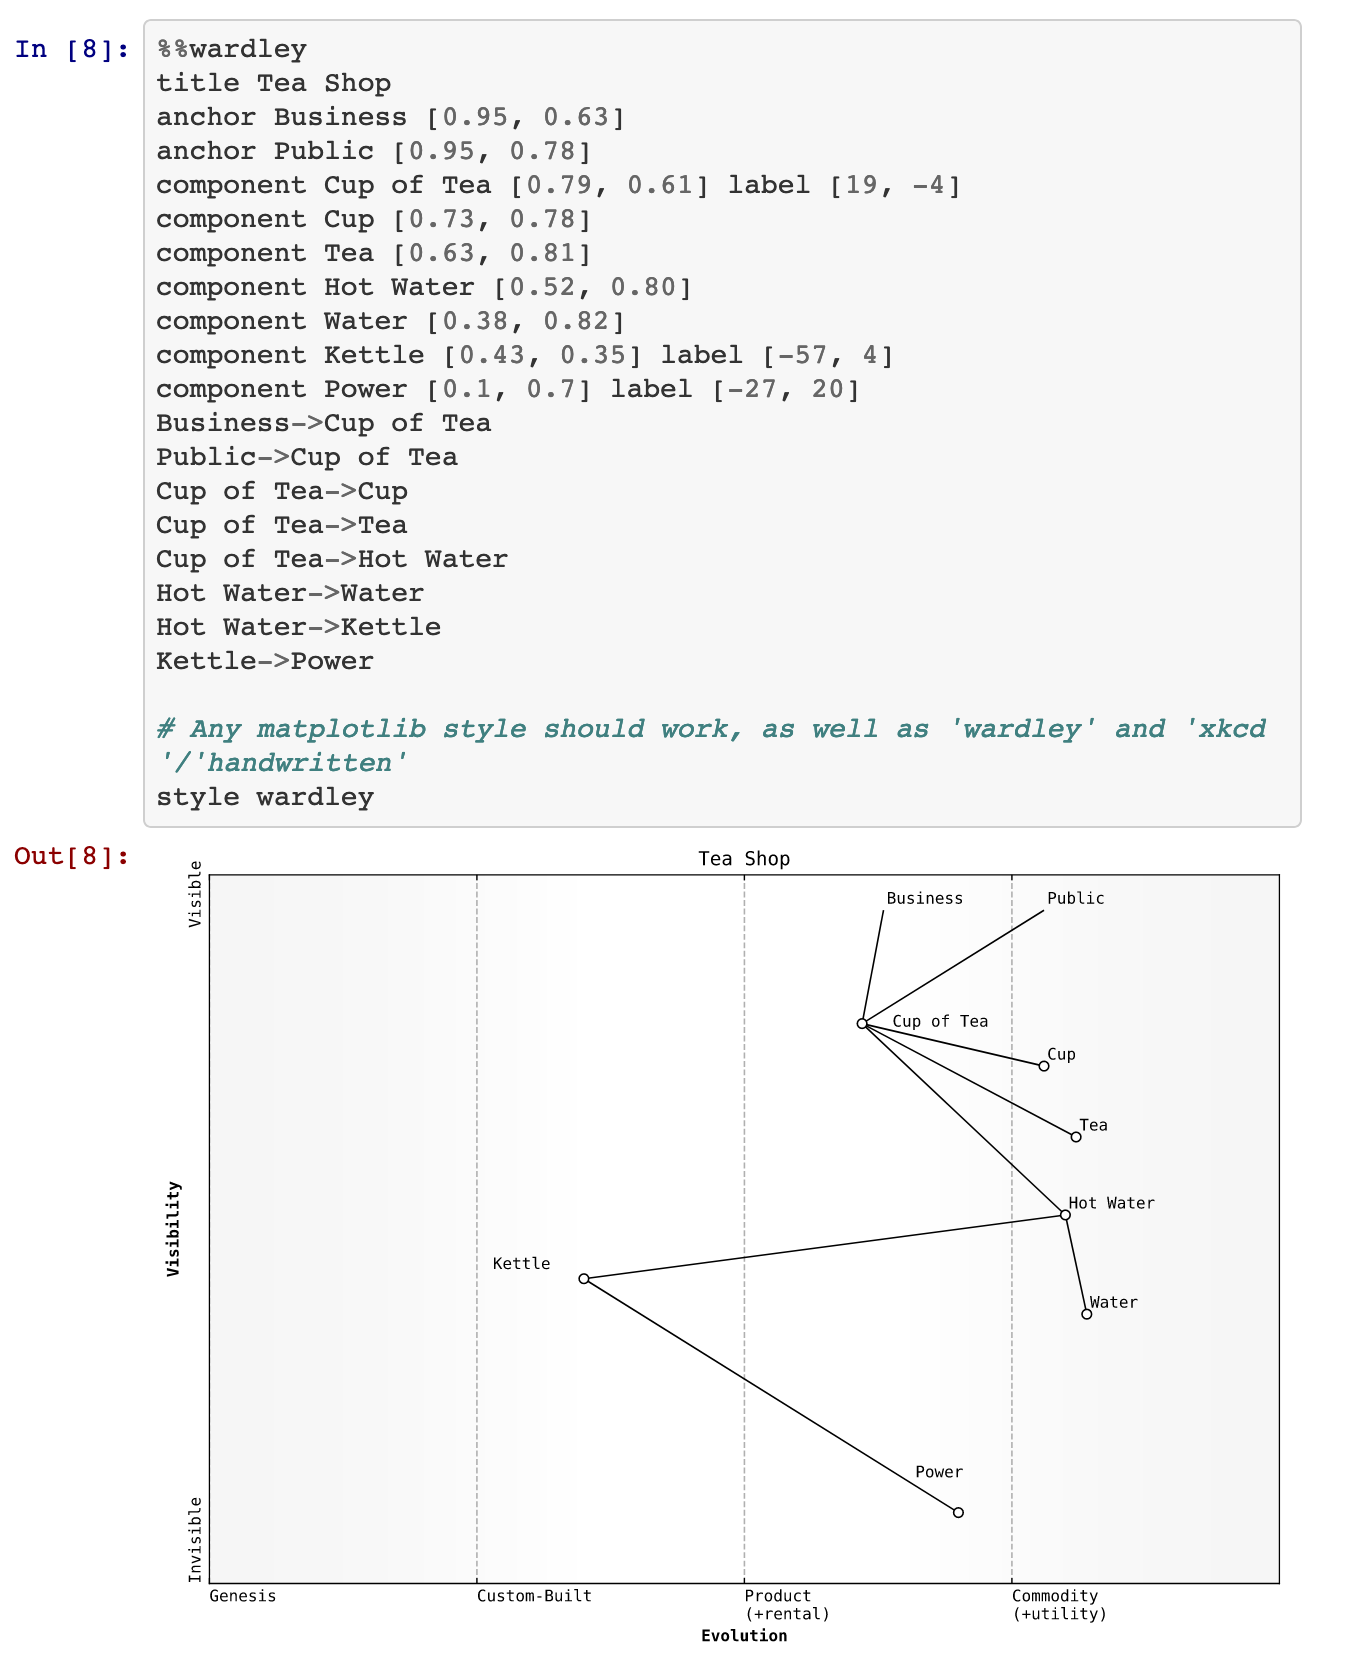 In [8]:
%%wardley
title Tea Shop
anchor Business [0.95, 0.63]
anchor Public [0.95, 0.78]
component Cup of Tea [0.79, 0.61] label [19, -4]
component Cup [0.73, 0.78]
component Tea [0.63, 0.81]
component Hot Water [0.52, 0.80]
component Water [0.38, 0.82]
component Kettle [0.43, 0.35] label [-57, 4]
component Power [0.1, 0.7] label [-27, 20]
Business->Cup of Tea
Public->Cup of Tea
Cup of Tea->Cup
Cup of Tea->Tea
Cup of Tea->Hot Water
Hot Water->Water
Hot Water->Kettle
Kettle->Power
# Any matplotlib style should work, as well as 'wardley' and 'xkcd
'/'handwritten'
style wardley
Out[8]:
Tea Shop
Visible
Business
Public
Cup of Tea
Cup
Tea
Visibility
Hot Water
Kettle
Water
Power
Invisible
Genesis
Custom-Built
Product
(+rental)
Commodity
(+utility)
Evolution